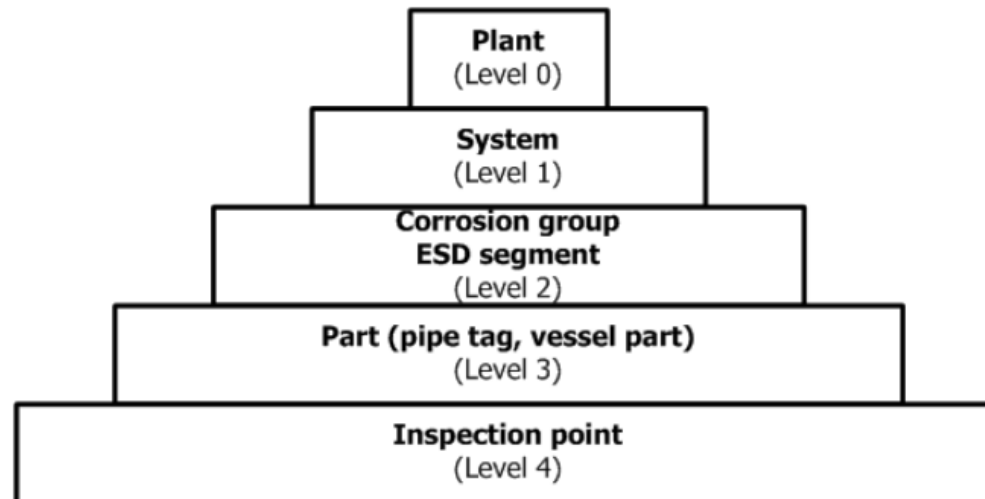 Plant
(Level 0)
System
(Level 1)
Corrosion group
ESD segment
(Level 2)
Part (pipe tag, vessel part)
(Level 3)
Inspection point
(Level 4)